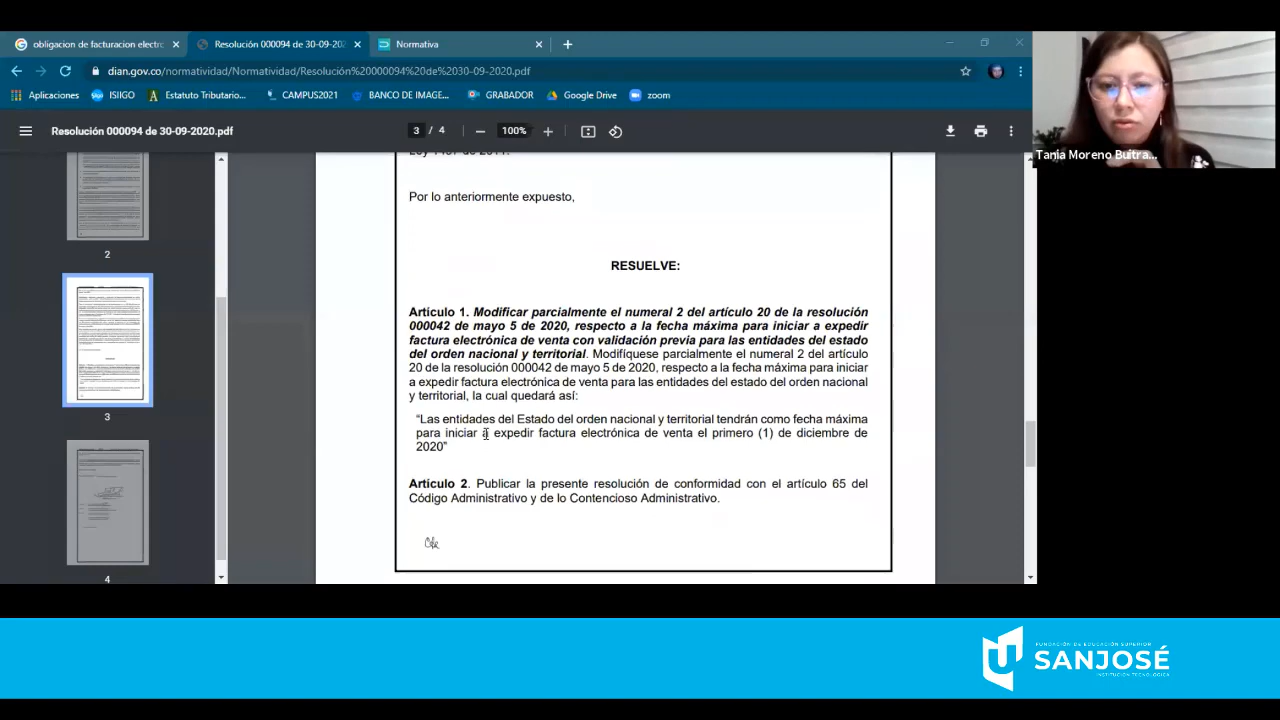 obligacion de facturacion electro
Resolución 000094 de 30-09-202
Normativa
dian.gov.co/normatividad/Normatividad/Resolución%20000094%20de%2030-09-2020.pdf
Aplicaciones
SIIGO
Estatuto Tributario...
CAMPUS2021
BANCO DE IMAGE...
GRABADOR
Google Drive
zoom
Resolución 000094 de 30-09-2020.pdf
3 / 4
100%
Tania Moreno Buitra...
2
3
4
Por lo anteriormente expuesto,
RESUELVE:
Artículo 1. Modificar parcialmente el numeral 2 del artículo 20 de la resolución
000042 de mayo 5 de 2020, respecto a la fecha máxima para iniciar a expedir
factura electrónica de venta con validación previa para las entidades del estado
del orden nacional y territorial. Modifíquese parcialmente el numeral 2 del artículo
20 de la resolución 000042 de mayo 5 de 2020, respecto a la fecha máxima para iniciar
a expedir factura electrónica de venta para las entidades del estado del orden nacional
y territorial, la cual quedará así:
“Las entidades del Estado del orden nacional y territorial tendrán como fecha máxima
para iniciar a expedir factura electrónica de venta el primero (1) de diciembre de
2020”
Artículo 2. Publicar la presente resolución de conformidad con el artículo 65 del
Código Administrativo y de lo Contencioso Administrativo.
FUNDACIÓN DE EDUCACIÓN SUPERIOR
SANJOSÉ
INSTITUCIÓN TECNOLÓGICA